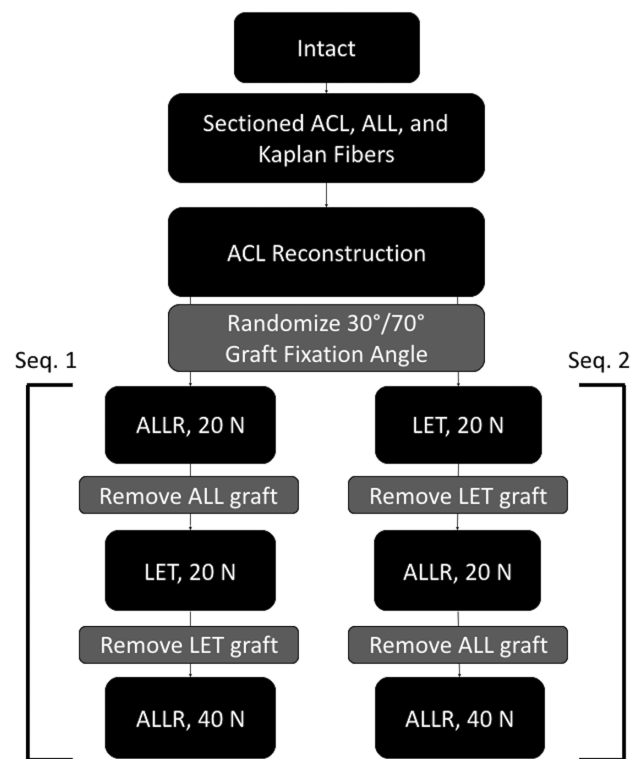 Intact
Sectioned ACL, ALL, and
Kaplan Fibers
ACL Reconstruction
Randomize 30°/70°
Graft Fixation Angle
Seq. 1
Seq. 2
ALLR, 20 N
LET, 20 N
Remove ALL graft
Remove LET graft
LET, 20 N
ALLR, 20 N
Remove LET graft
Remove ALL graft
ALLR, 40 N
ALLR, 40 N